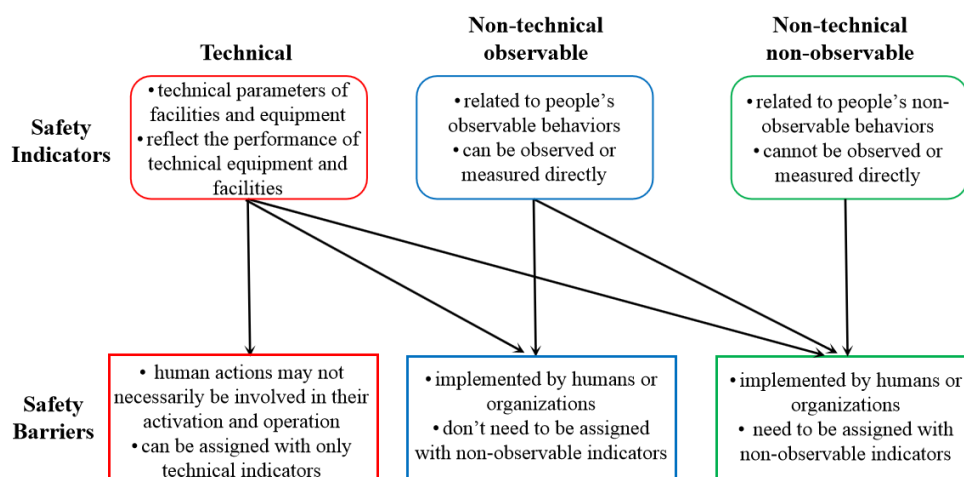 Technical
Non-technical
observable
Non-technical
non-observable
Safety
Indicators
• technical parameters of
facilities and equipment
• reflect the performance of
technical equipment and
facilities
• related to people’s
observable behaviors
• can be observed or
measured directly
• related to people’s non-
observable behaviors
• cannot be observed or
measured directly
Safety
Barriers
• human actions may not
necessarily be involved in their
activation and operation
• can be assigned with only
technical indicators
• implemented by humans or
organizations
• don’t need to be assigned
with non-observable indicators
• implemented by humans or
organizations
• need to be assigned with
non-observable indicators